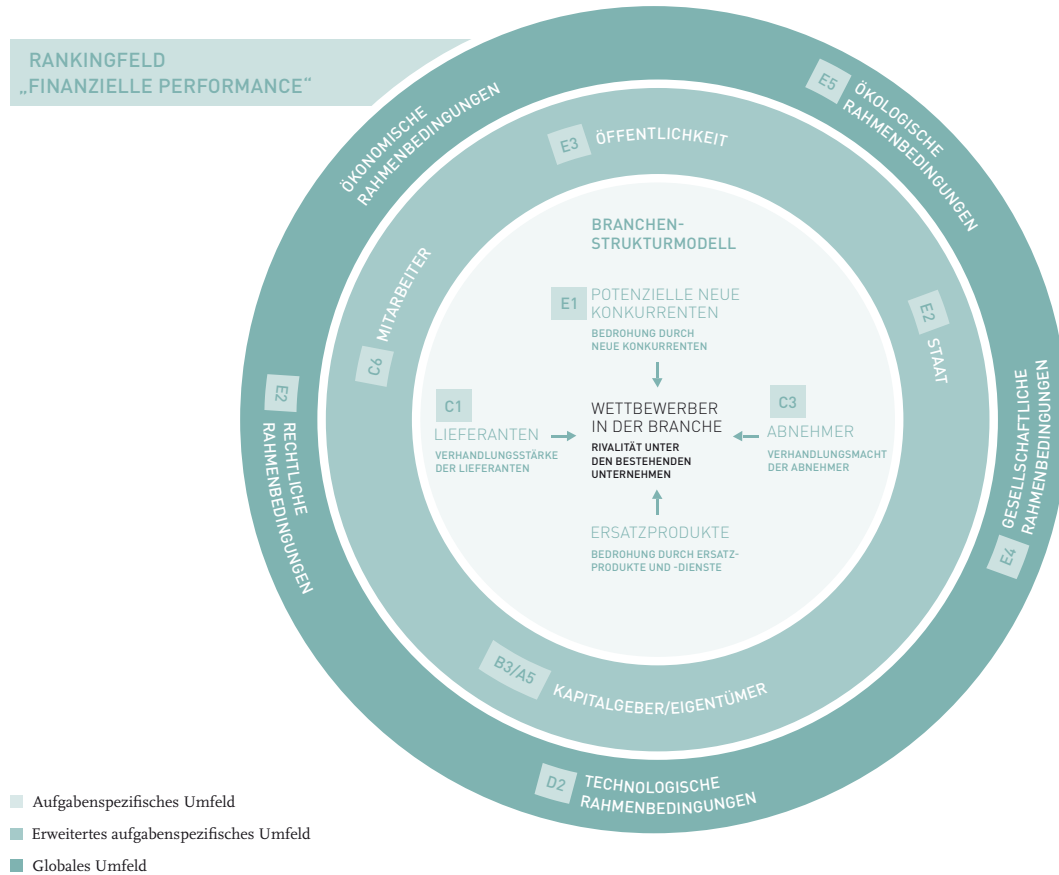 RANKINGFELD
„FINANZIELLE PERFORMANCE“
ÖKONOMISCHE
RAHMENBEDINGUNGEN
E5
ÖKOLOGISCHE
RAHMENBEDINGUNGEN
E3
ÖFFENTLICHKEIT
C6
MITARBEITER
E2
STAAT
BRANCHEN-
STRUKTURMODELL
E1
POTENZIELLE NEUE
KONKURRENTEN
BEDROHUNG DURCH
NEUE KONKURRENTEN
C1
LIEFERANTEN
VERHANDLUNGSSTÄRKE
DER LIEFERANTEN
WETTBEWERBER
IN DER BRANCHE
RIVALITÄT UNTER
DEN BESTEHENDEN
UNTERNEHMEN
C3
ABNEHMER
VERHANDLUNGSMACHT
DER ABNEHMER
ERSATZPRODUKTE
BEDROHUNG DURCH ERSATZ-
PRODUKTE UND -DIENSTE
E2
RECHTLICHE
RAHMENBEDINGUNGEN
GESELLSCHAFTLICHE
RAHMENBEDINGUNGEN
E4
B3/A5
KAPITALGEBER/EIGENTÜMER
D2
TECHNOLOGISCHE
RAHMENBEDINGUNGEN
Aufgabenspezifisches Umfeld
Erweitertes aufgabenspezifisches Umfeld
Globales Umfeld